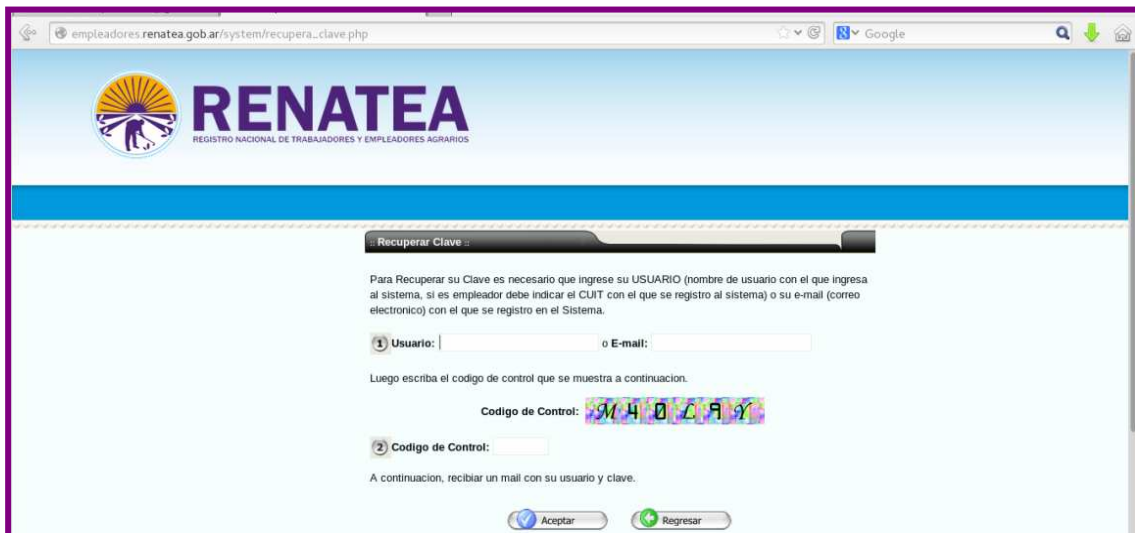 empleadores.renatea.gob.ar/system/recupera_clave.php
Google
RENATEA
REGISTRO NACIONAL DE TRABAJADORES Y EMPLEADORES AGRARIOS
:: Recuperar Clave ::
Para Recuperar su Clave es necesario que ingrese su USUARIO (nombre de usuario con el que ingresa
al sistema, si es empleador debe indicar el CUIT con el que se registro al sistema) o su e-mail (correo
electronico) con el que se registro en el Sistema.
1 Usuario: o E-mail:
Luego escriba el codigo de control que se muestra a continuacion.
Codigo de Control: M 4 0 L 9 Y
2 Codigo de Control:
A continuacion, recibiar un mail con su usuario y clave.
Aceptar Regresar